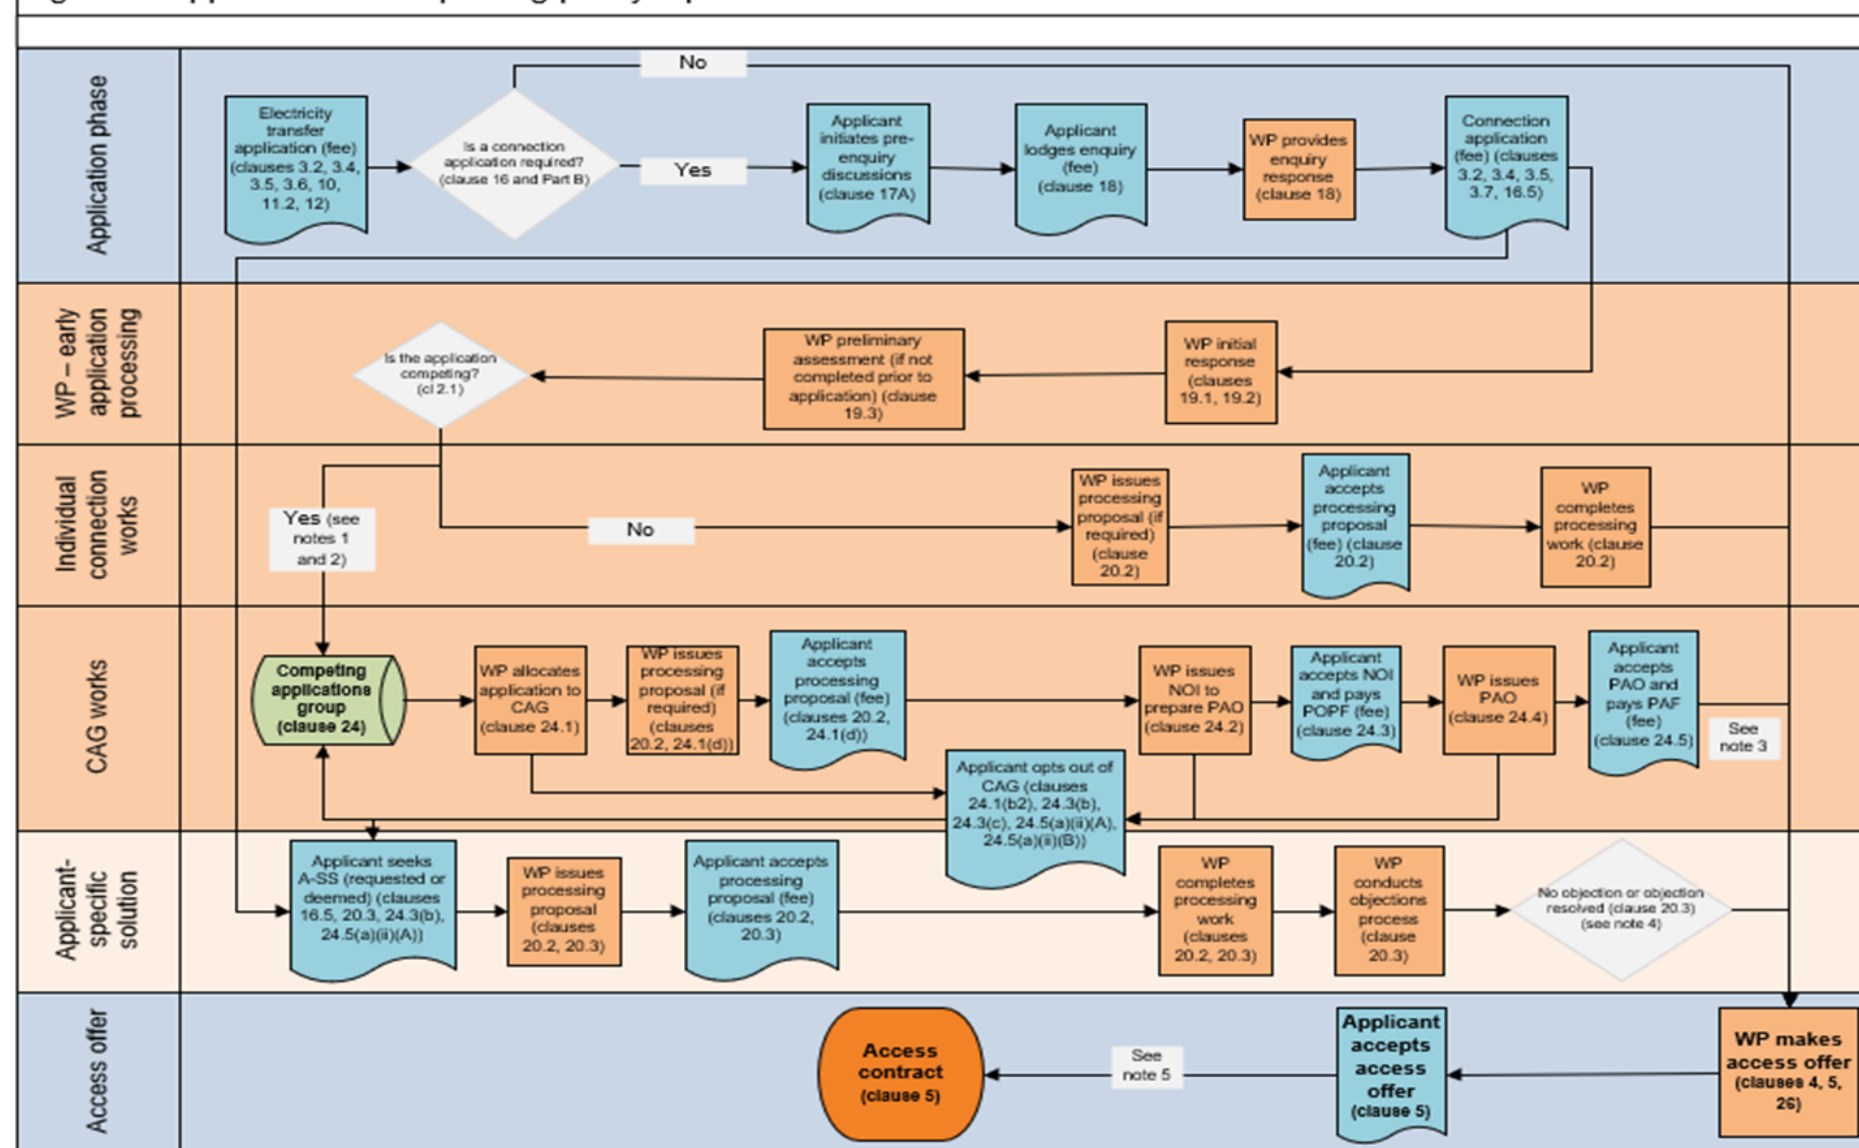 No
Application phase
Electricity
transfer
application (fee)
(clauses 3.2, 3.4,
3.5, 3.6, 10,
11.2, 12)
Is a connection
application required?
(clause 16 and Part B)
Yes
Applicant
initiates pre-
enquiry
discussions
(clause 17A)
Applicant
lodges enquiry
(fee)
(clause 18)
WP provides
enquiry
response
(clause 18)
Connection
application
(fee) (clauses
3.2, 3.4, 3.5,
3.7, 16.5)
WP – early
application
processing
Is the application
competing?
(cl 2.1)
WP preliminary
assessment (if not
completed prior to
application) (clause
19.3)
WP initial
response
(clauses
19.1, 19.2)
Individual
connection
works
Yes (see
notes 1
and 2)
No
WP issues
processing
proposal (if
required)
(clause
20.2)
Applicant
accepts
processing
proposal
(fee) (clause
20.2)
WP
completes
processing
work (clause
20.2)
CAG works
Competing
applications
group
(clause 24)
WP allocates
application to
CAG
(clause 24.1)
WP issues
processing
proposal (if
required)
(clauses
20.2, 24.1(d))
Applicant
accepts
processing
proposal (fee)
(clauses 20.2,
24.1(d))
WP issues
NOI to
prepare PAO
(clause 24.2)
Applicant
accepts NOI
and pays
POPF (fee)
(clause 24.3)
WP issues
PAO
(clause 24.4)
Applicant
accepts
PAO and
pays PAF
(fee)
(clause 24.5)
See
note 3
Applicant opts out of
CAG (clauses
24.1(b2), 24.3(b),
24.3(c), 24.5(a)(ii)(A),
24.5(a)(ii)(B))
Applicant-
specific
solution
Applicant seeks
A-SS (requested or
deemed) (clauses
16.5, 20.3, 24.3(b),
24.5(a)(ii)(A))
WP issues
processing
proposal
(clauses
20.2, 20.3)
Applicant accepts
processing
proposal (fee)
(clauses 20.2,
20.3)
WP
completes
processing
work
(clauses
20.2, 20.3)
WP
conducts
objections
process
(clause
20.3)
No objection or objection
resolved (clause 20.3)
(see note 4)
Access offer
Access
contract
(clause 5)
See
note 5
Applicant
accepts
access
offer
(clause 5)
WP makes
access offer
(clauses 4, 5,
26)